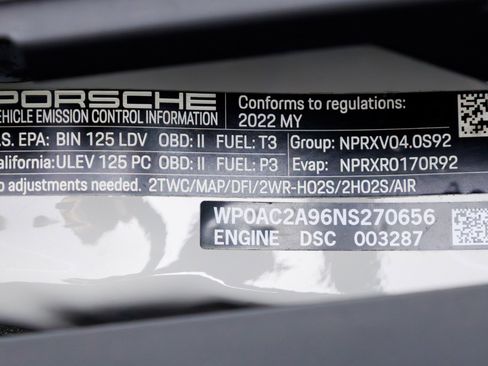 PORSCHE
VEHICLE EMISSION CONTROL INFORMATION
Conforms to regulations:
2022 MY
.S. EPA: BIN 125 LDV OBD: II FUEL: T3 Group: NPRXV04.0S92
alifornia: ULEV 125 PC OBD: II FUEL: P3 Evap: NPRXR0170R92
o adjustments needed. 2TWC/MAP/DFI/2WR-HO2S/2HO2S/AIR
WP0AC2A96NS270656
ENGINE DSC 003287